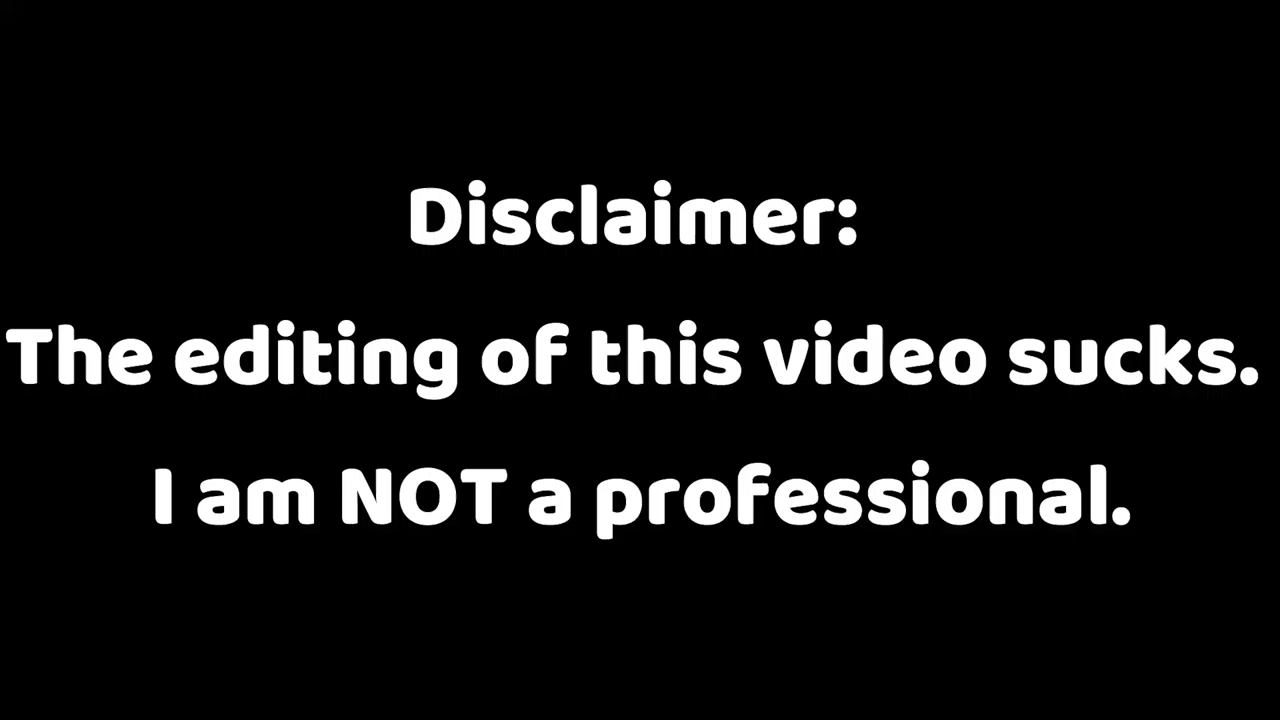 Disclaimer:
The editing of this video sucks.
I am NOT a professional.